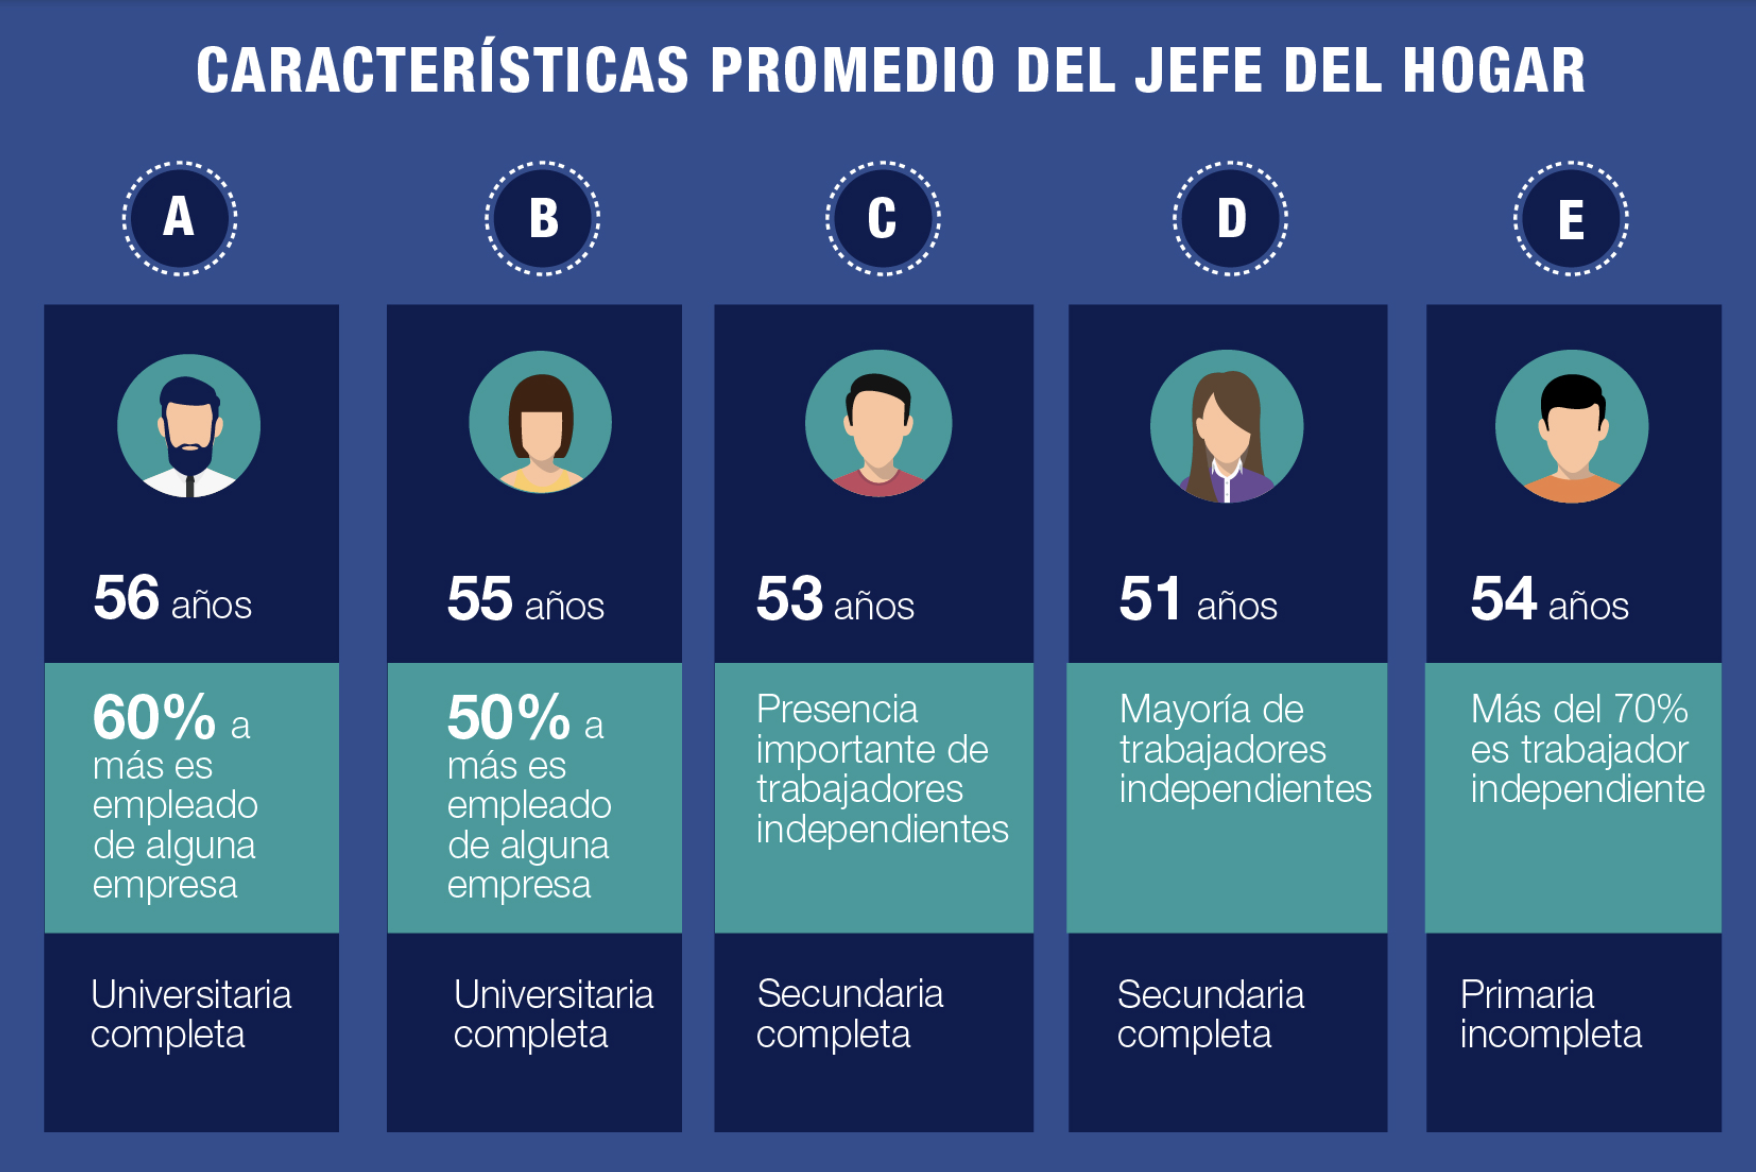 CARACTERÍSTICAS PROMEDIO DEL JEFE DEL HOGAR
A
56 años
60% a
más es
empleado
de alguna
empresa
Universitaria
completa
B
55 años
50% a
más es
empleado
de alguna
empresa
Universitaria
completa
C
53 años
Presencia
importante de
trabajadores
independientes
Secundaria
completa
D
51 años
Mayoría de
trabajadores
independientes
Secundaria
completa
E
54 años
Más del 70%
es trabajador
independiente
Primaria
incompleta